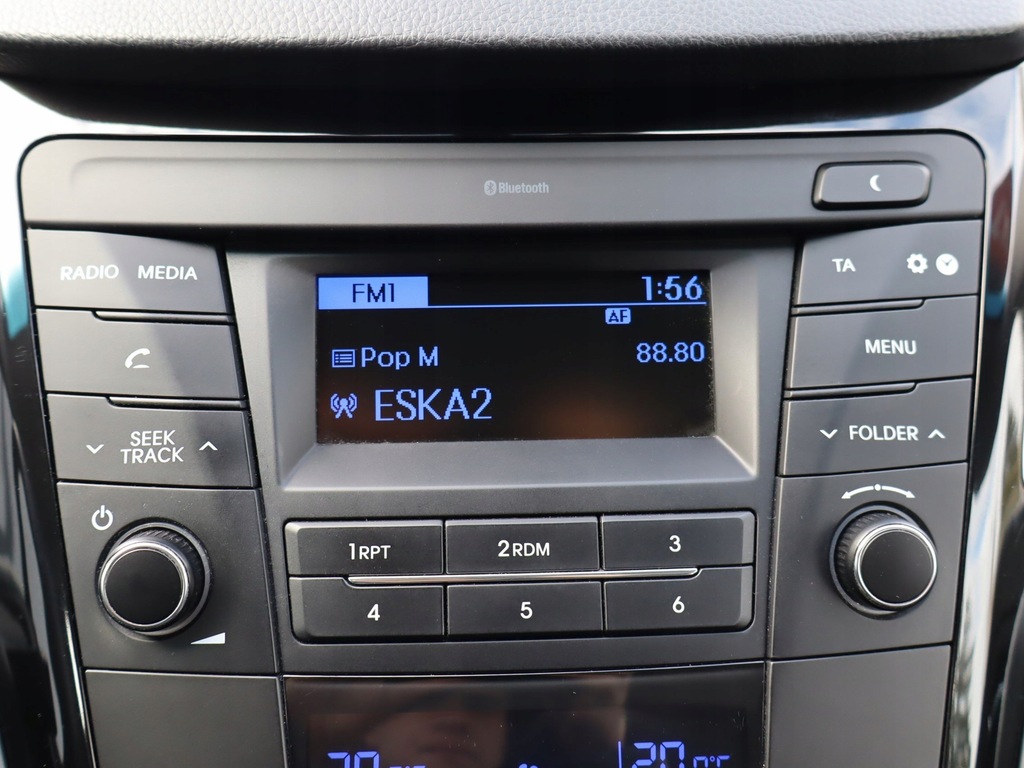 Bluetooth
RADIO MEDIA
TA
FM1 1:56
AF
MENU
Pop M 88.80
ESKA2
SEEK
TRACK
FOLDER
1RPT 2RDM 3
4 5 6